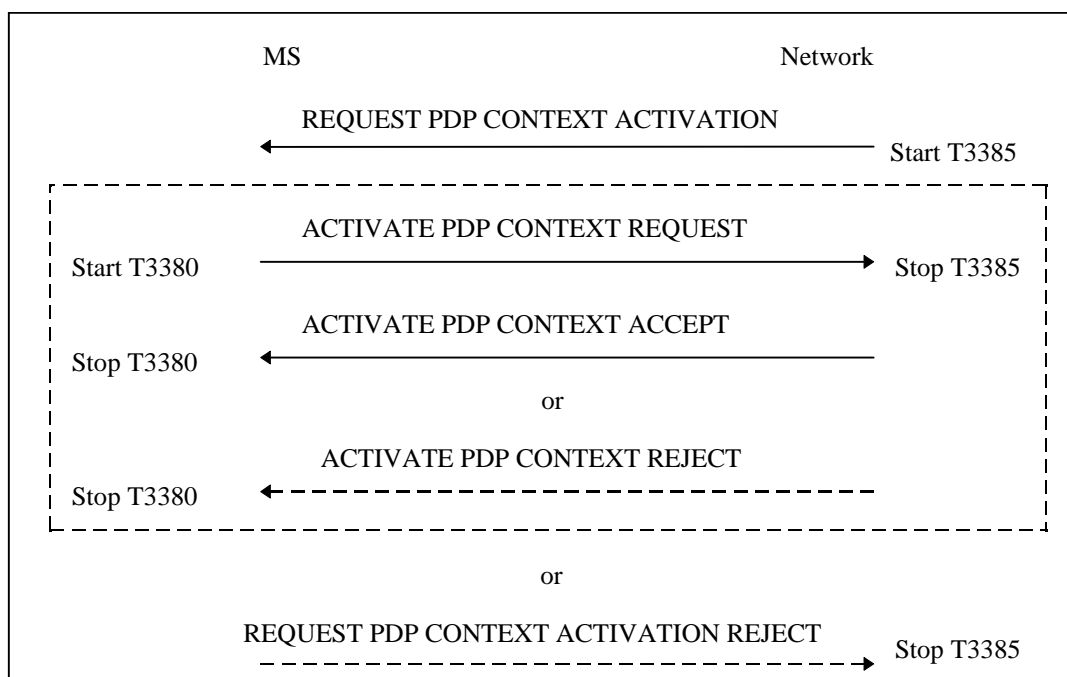 MS Network
REQUEST PDP CONTEXT ACTIVATION
Start T3385
ACTIVATE PDP CONTEXT REQUEST
Start T3380 Stop T3385
ACTIVATE PDP CONTEXT ACCEPT
Stop T3380
or
ACTIVATE PDP CONTEXT REJECT
Stop T3380
or
REQUEST PDP CONTEXT ACTIVATION REJECT
Stop T3385